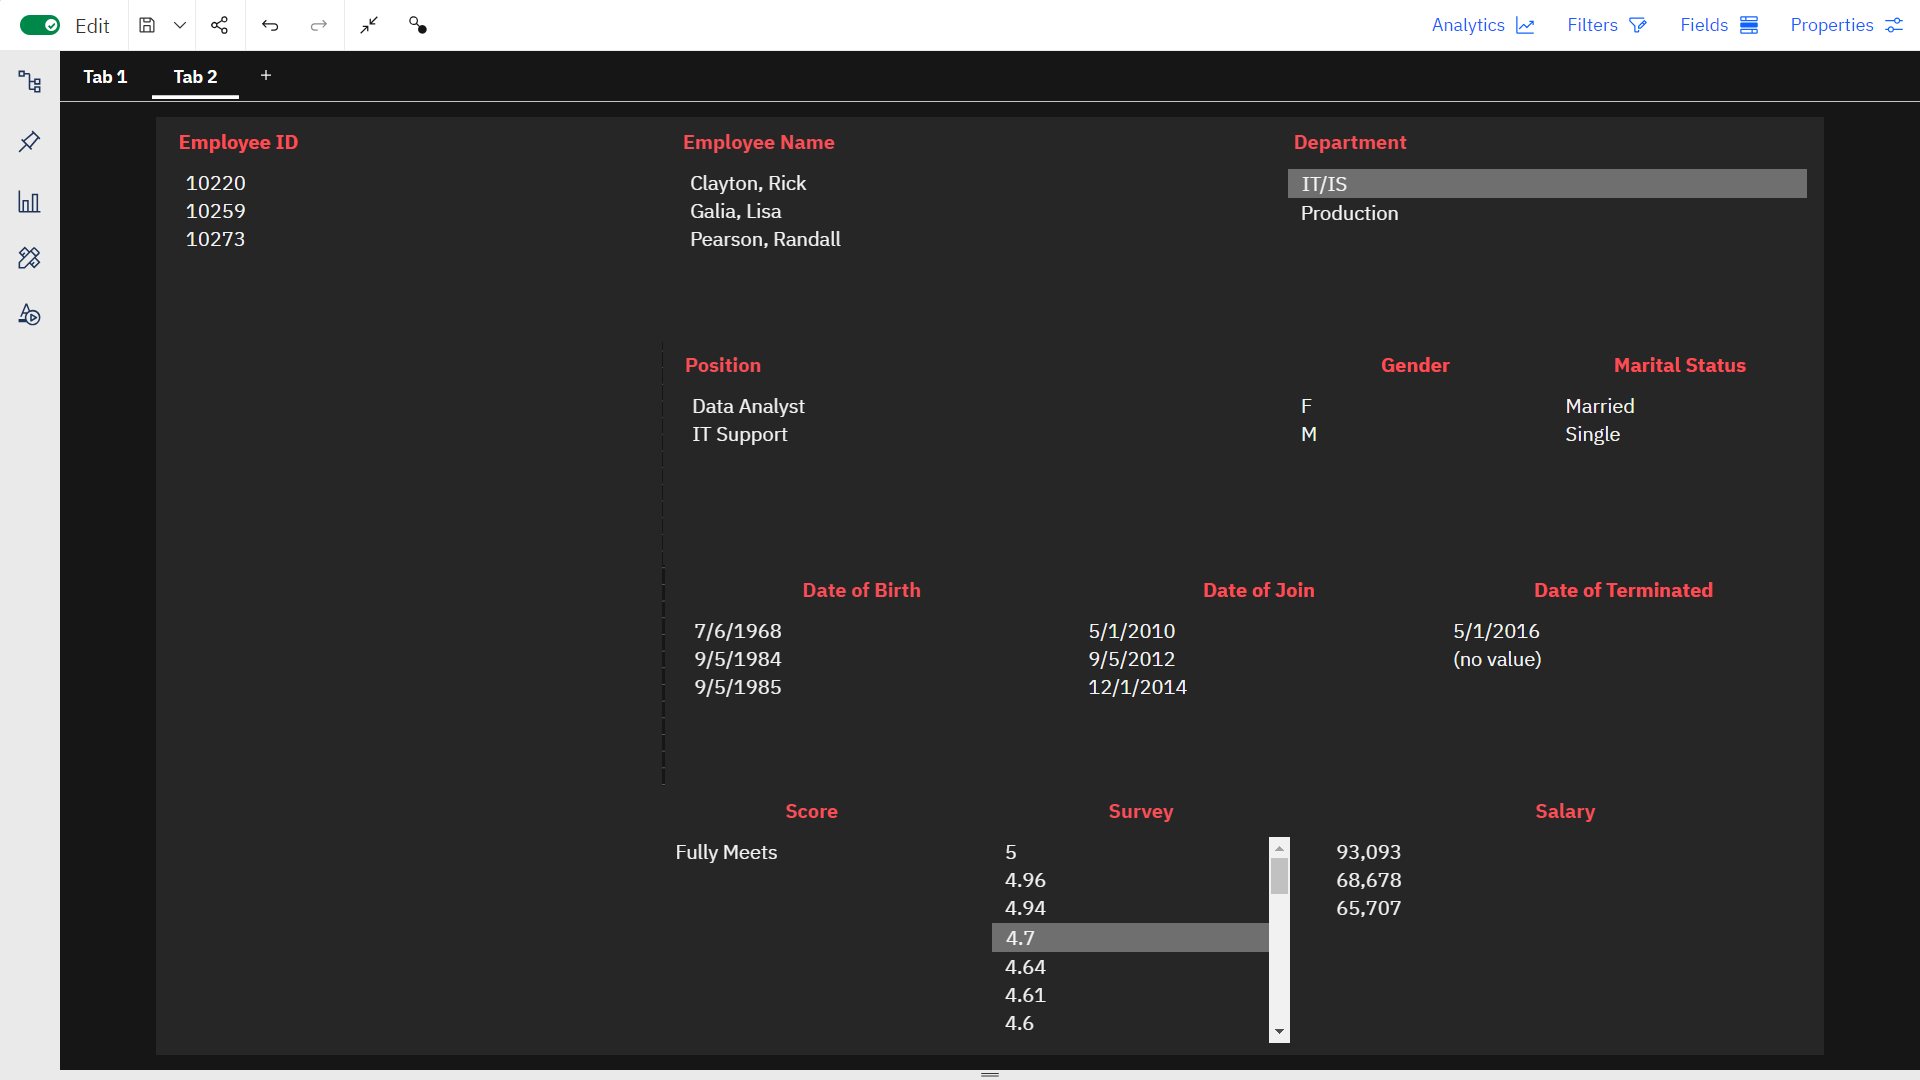 Edit
Analytics
Filters
Fields
Properties
Tab 1
Tab 2
+
Employee ID
10220
10259
10273
Employee Name
Clayton, Rick
Galia, Lisa
Pearson, Randall
Department
IT/IS
Production
Position
Data Analyst
IT Support
Gender
F
M
Marital Status
Married
Single
Date of Birth
7/6/1968
9/5/1984
9/5/1985
Date of Join
5/1/2010
9/5/2012
12/1/2014
Date of Terminated
5/1/2016
(no value)
Score
Fully Meets
Survey
5
4.96
4.94
4.7
4.64
4.61
4.6
Salary
93,093
68,678
65,707